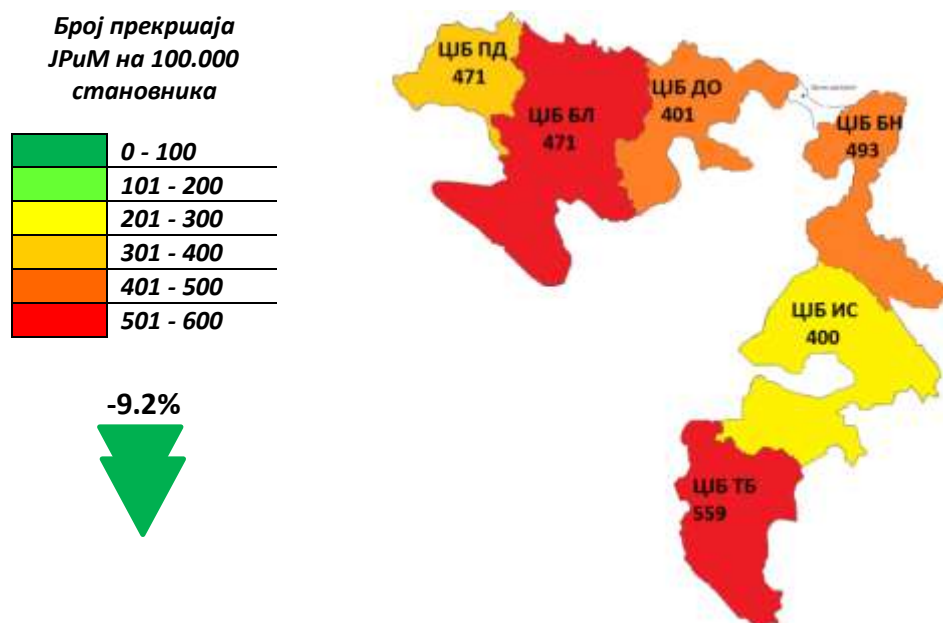 Број прекршаја
ЈРиМ на 100.000
становника
0 - 100
101 - 200
201 - 300
301 - 400
401 - 500
501 - 600
-9.2%
ЦЈБ ПД
471
ЦЈБ БЛ
471
ЦЈБ ДО
401
ЦЈБ БН
493
ЦЈБ ИС
400
ЦЈБ ТБ
559